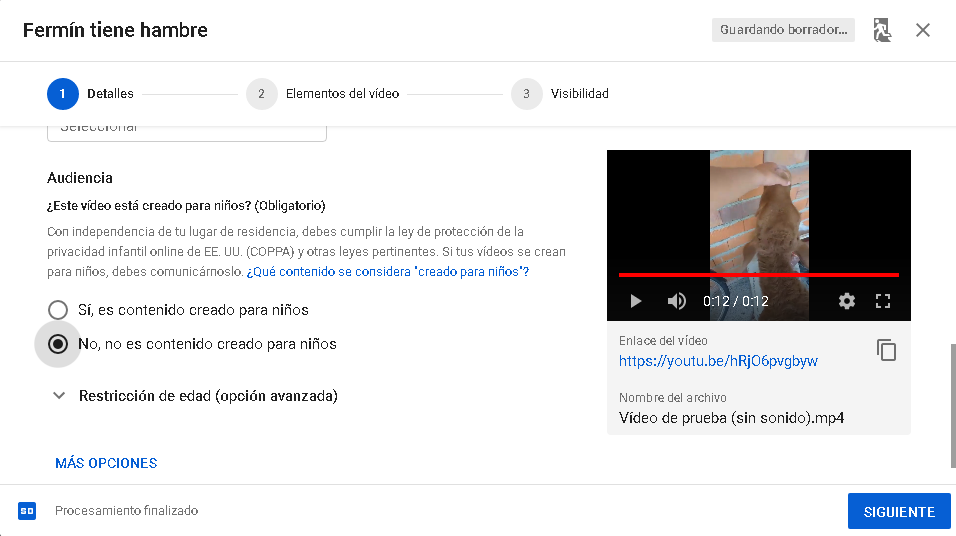 Fermín tiene hambre
Guardando borrador...
1 Detalles
2 Elementos del vídeo
3 Visibilidad
Seleccionar
Audiencia
¿Este vídeo está creado para niños? (Obligatorio)
Con independencia de tu lugar de residencia, debes cumplir la ley de protección de la
privacidad infantil online de EE. UU. (COPPA) y otras leyes pertinentes. Si tus vídeos se crean
para niños, debes comunicárnoslo. ¿Qué contenido se considera "creado para niños"?
Sí, es contenido creado para niños
No, no es contenido creado para niños
Restricción de edad (opción avanzada)
MÁS OPCIONES
0:12 / 0:12
Enlace del vídeo
https://youtu.be/hRjO6pvgbyw
Nombre del archivo
Vídeo de prueba (sin sonido).mp4
SD
Procesamiento finalizado
SIGUIENTE